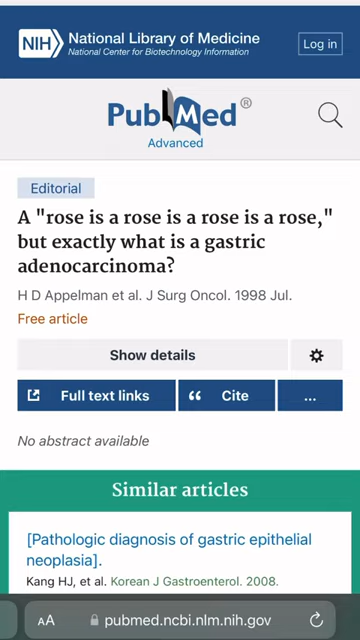 NIH
National Library of Medicine
National Center for Biotechnology Information
Log in
PubMed®
Advanced
Editorial
A "rose is a rose is a rose is a rose,"
but exactly what is a gastric
adenocarcinoma?
H D Appelman et al. J Surg Oncol. 1998 Jul.
Free article
Show details
Full text links
Cite
...
No abstract available
Similar articles
[Pathologic diagnosis of gastric epithelial
neoplasia].
Kang HJ, et al. Korean J Gastroenterol. 2008.
AA
pubmed.ncbi.nlm.nih.gov